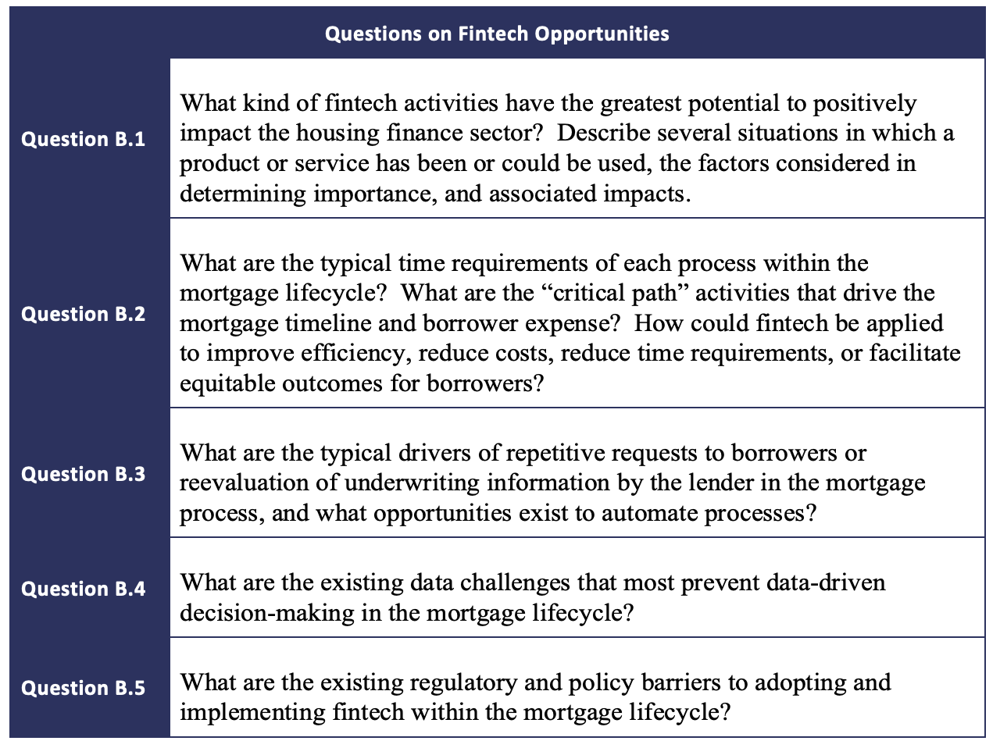 Questions on Fintech Opportunities
Question B.1
What kind of fintech activities have the greatest potential to positively
impact the housing finance sector?  Describe several situations in which a
product or service has been or could be used, the factors considered in
determining importance, and associated impacts.
Question B.2
What are the typical time requirements of each process within the
mortgage lifecycle?  What are the “critical path” activities that drive the
mortgage timeline and borrower expense?  How could fintech be applied
to improve efficiency, reduce costs, reduce time requirements, or facilitate
equitable outcomes for borrowers?
Question B.3
What are the typical drivers of repetitive requests to borrowers or
reevaluation of underwriting information by the lender in the mortgage
process, and what opportunities exist to automate processes?
Question B.4
What are the existing data challenges that most prevent data-driven
decision-making in the mortgage lifecycle?
Question B.5
What are the existing regulatory and policy barriers to adopting and
implementing fintech within the mortgage lifecycle?